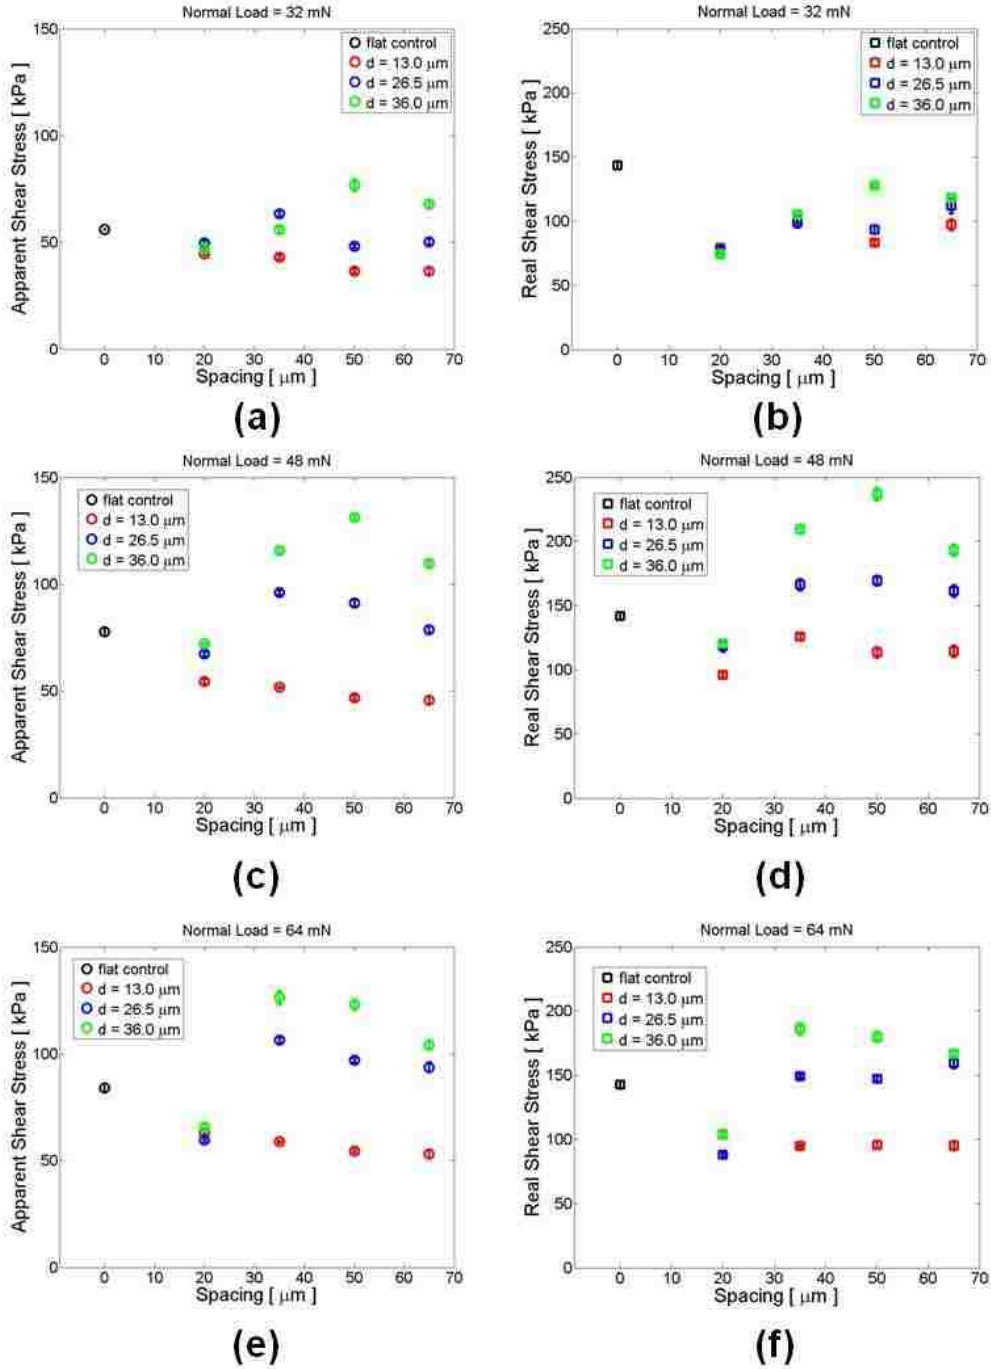 Normal Load = 32 mN
Apparent Shear Stress [ kPa ]
150
100
50
0
flat control
d = 13.0 μm
d = 26.5 μm
d = 36.0 μm
0 10 20 30 40 50 60 70
Spacing [ μm ]
(a)
Normal Load = 32 mN
Real Shear Stress [ kPa ]
250
200
150
100
50
0
flat control
d = 13.0 μm
d = 26.5 μm
d = 36.0 μm
0 10 20 30 40 50 60 70
Spacing [ μm ]
(b)
Normal Load = 48 mN
Apparent Shear Stress [ kPa ]
150
100
50
0
flat control
d = 13.0 μm
d = 26.5 μm
d = 36.0 μm
0 10 20 30 40 50 60 70
Spacing [ μm ]
(c)
Normal Load = 48 mN
Real Shear Stress [ kPa ]
250
200
150
100
50
0
flat control
d = 13.0 μm
d = 26.5 μm
d = 36.0 μm
0 10 20 30 40 50 60 70
Spacing [ μm ]
(d)
Normal Load = 64 mN
Apparent Shear Stress [ kPa ]
150
100
50
0
flat control
d = 13.0 μm
d = 26.5 μm
d = 36.0 μm
0 10 20 30 40 50 60 70
Spacing [ μm ]
(e)
Normal Load = 64 mN
Real Shear Stress [ kPa ]
250
200
150
100
50
0
flat control
d = 13.0 μm
d = 26.5 μm
d = 36.0 μm
0 10 20 30 40 50 60 70
Spacing [ μm ]
(f)